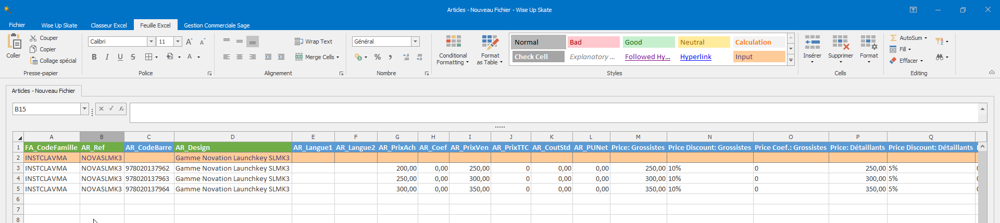 Articles - Nouveau Fichier - Wise Up Skate
Fichier Wise Up Skate Classeur Excel Feuille Excel Gestion Commerciale Sage
Coller
Couper
Copier
Collage spécial
Presse-papier
Calibri 11
B I U S
Police
Wrap Text
Merge Cells
Alignement
Général
Nombre
Conditional
Formatting
Format
as Table
Normal Bad Good Neutral Calculation
Check Cell Explanatory ... Followed Hy... Hyperlink Input
Styles
Insérer Supprimer Format
Cells
AutoSum
Fill
Effacer
Editing
Articles - Nouveau Fichier
B15
A B C D E F G H I J K L M N O P Q
1 FA_CodeFamille AR_Ref AR_CodeBarre AR_Design AR_Langue1 AR_Langue2 AR_PrixAch AR_Coef AR_PrixVen AR_PrixTTC AR_CoutStd AR_PUNet Price: Grossistes Price Discount: Grossistes Price Coef.: Grossistes Price: Détaillants Price Discount: Détaillants
2 INSTCLAVMA NOVASLMK3 Gamme Novation Launchkey SLMK3
3 INSTCLAVMA NOVASLMK3 978020137962 Gamme Novation Launchkey SLMK3 200,00 0,00 250,00 0 0,00 0,00 250,00 10% 0 250,00 5%
4 INSTCLAVMA NOVASLMK3 978020137963 Gamme Novation Launchkey SLMK3 250,00 0,00 300,00 0 0,00 0,00 300,00 10% 0 300,00 5%
5 INSTCLAVMA NOVASLMK3 978020137964 Gamme Novation Launchkey SLMK3 300,00 0,00 350,00 0 0,00 0,00 350,00 10% 0 350,00 5%
6
7
8